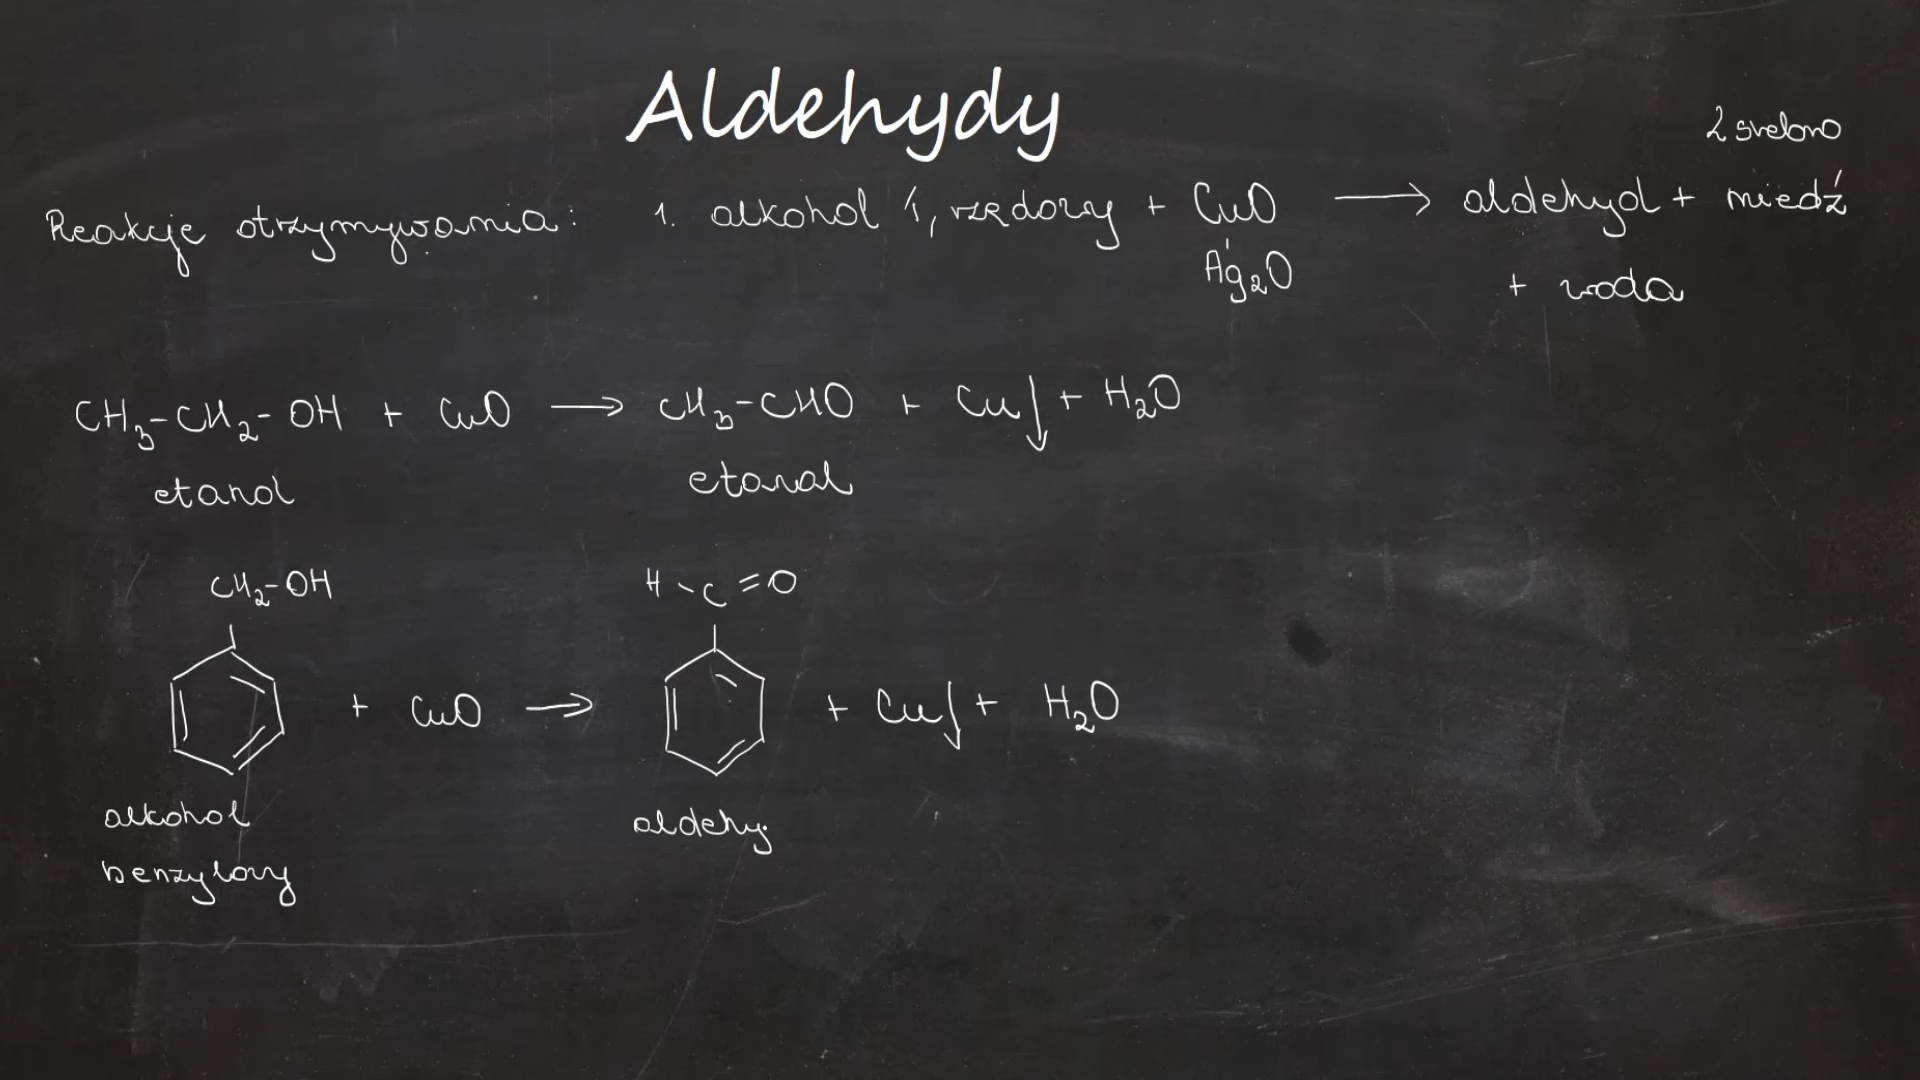 Aldehydy
2 srebro
Reakcje otrzymywania: 1. alkohol 1, rzędowy + CuO → aldehyd + miedź
Ag₂O + woda
CH₃-CH₂-OH + CuO → CH₃-CHO + Cu↓ + H₂O
etanol etanal
CH₂-OH H-C=O
+ CuO → + Cu↓ + H₂O
alkohol aldehy
benzylowy